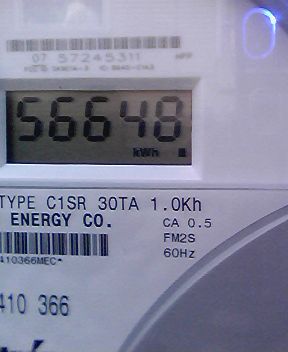 07 57245311
56648
kWh
TYPE C1SR 30TA 1.0Kh
ENERGY CO.
CA 0.5
FM2S
60Hz
410366MEC*
410 366